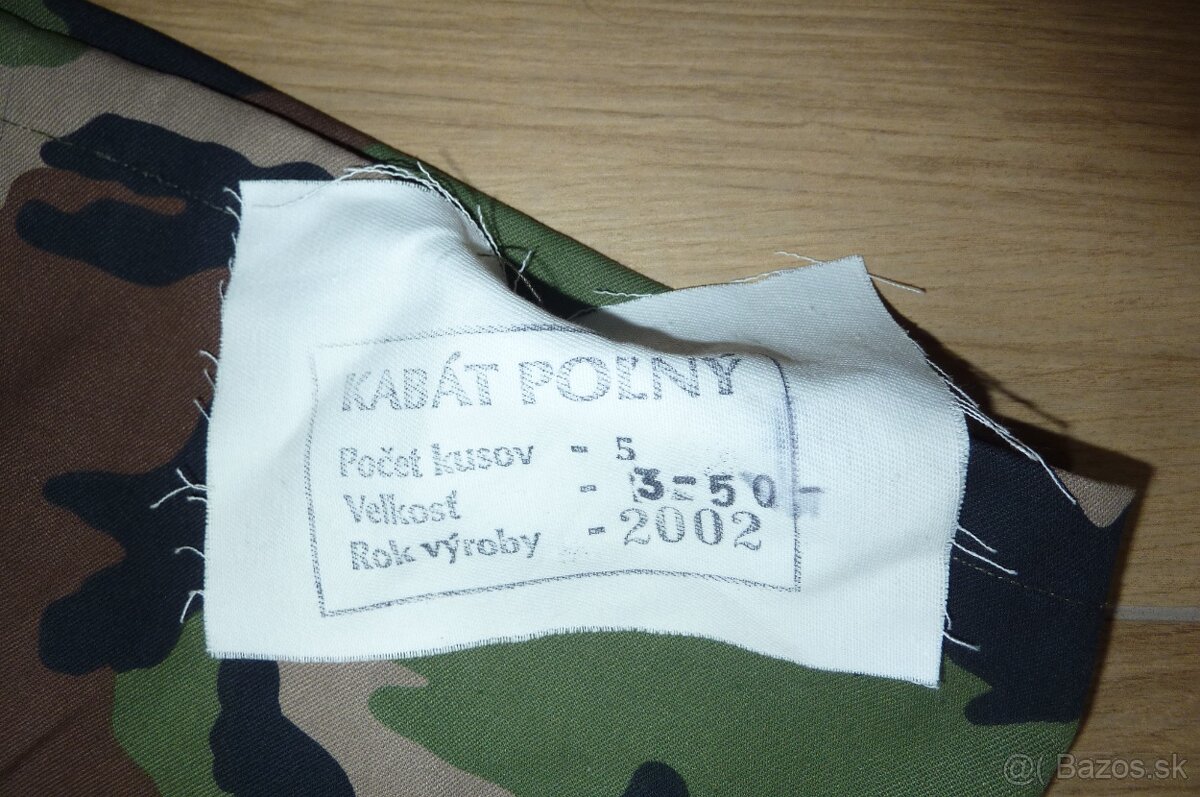 KABÁT POĽNÝ
Počet kusov - 5
Veľkosť - 3-50-
Rok výroby - 2002
@( Bazos.sk